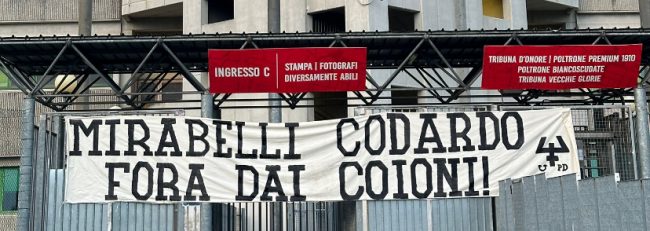 INGRESSO C
STAMPA | FOTOGRAFI
DIVERSAMENTE ABILI
TRIBUNA D'ONORE | POLTRONE PREMIUM 1910
POLTRONE BIANCOSCUDATE
TRIBUNA VECCHIE GLORIE
MIRABELLI CODARDO
FORA DAI COIONI!
PD